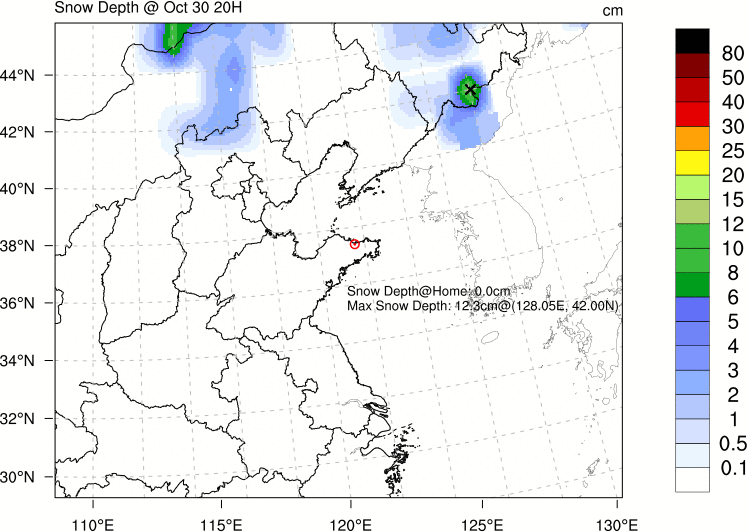 Snow Depth @ Oct 30 20H
cm
44°N
42°N
40°N
38°N
36°N
34°N
32°N
30°N
Snow Depth@Home: 0.0cm
Max Snow Depth: 12.3cm@(128.05E, 42.00N)
110°E
115°E
120°E
125°E
130°E
80
50
40
30
25
20
15
12
10
8
6
5
4
3
2
1
0.5
0.1